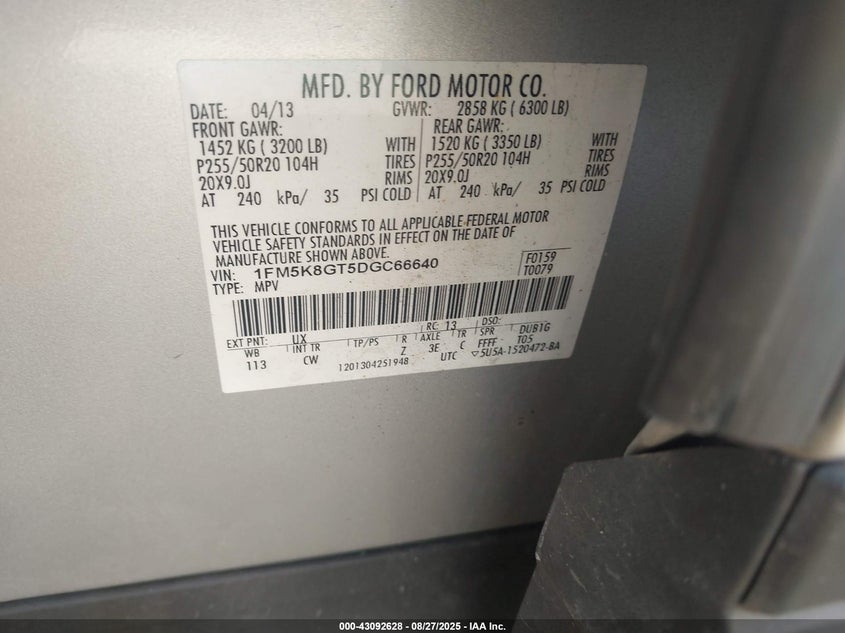 MFD. BY FORD MOTOR CO.
DATE: 04/13 GVWR: 2858 KG ( 6300 LB)
FRONT GAWR: REAR GAWR:
1452 KG ( 3200 LB) WITH 1520 KG ( 3350 LB) WITH
P255/50R20 104H TIRES P255/50R20 104H TIRES
20X9.0J RIMS 20X9.0J RIMS
AT 240 kPa/ 35 PSI COLD AT 240 kPa/ 35 PSI COLD
THIS VEHICLE CONFORMS TO ALL APPLICABLE FEDERAL MOTOR
VEHICLE SAFETY STANDARDS IN EFFECT ON THE DATE OF
MANUFACTURE SHOWN ABOVE.
VIN: 1FM5K8GT5DGC66640 F0159
TYPE: MPV T0079
EXT PNT: UX RC: 13 DSO: DUB1G
WB INT TR TP/PS R AXLE TR SPR T05
113 CW Z 3E C FFFF
1201304251948 UTC ▽5U5A-1520472-BA
000-43092628 - 08/27/2025 - IAA Inc.